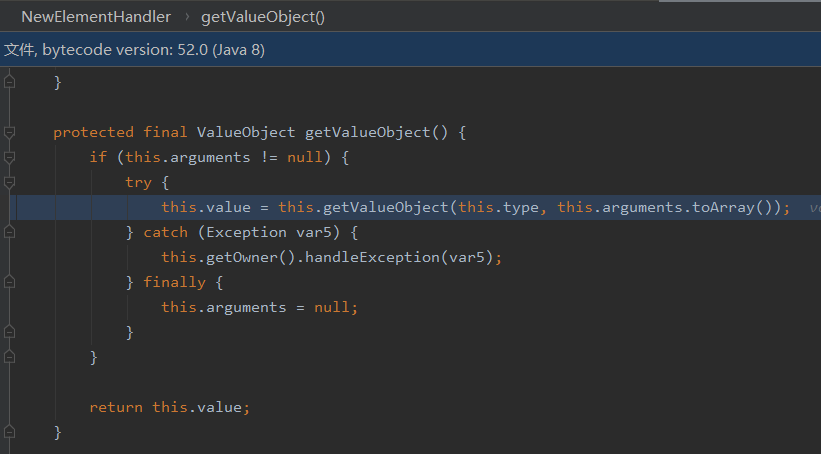 NewElementHandler › getValueObject()
文件, bytecode version: 52.0 (Java 8)
}
protected final ValueObject getValueObject() {
if (this.arguments != null) {
try {
this.value = this.getValueObject(this.type, this.arguments.toArray());
} catch (Exception var5) {
this.getOwner().handleException(var5);
} finally {
this.arguments = null;
}
}
return this.value;
}